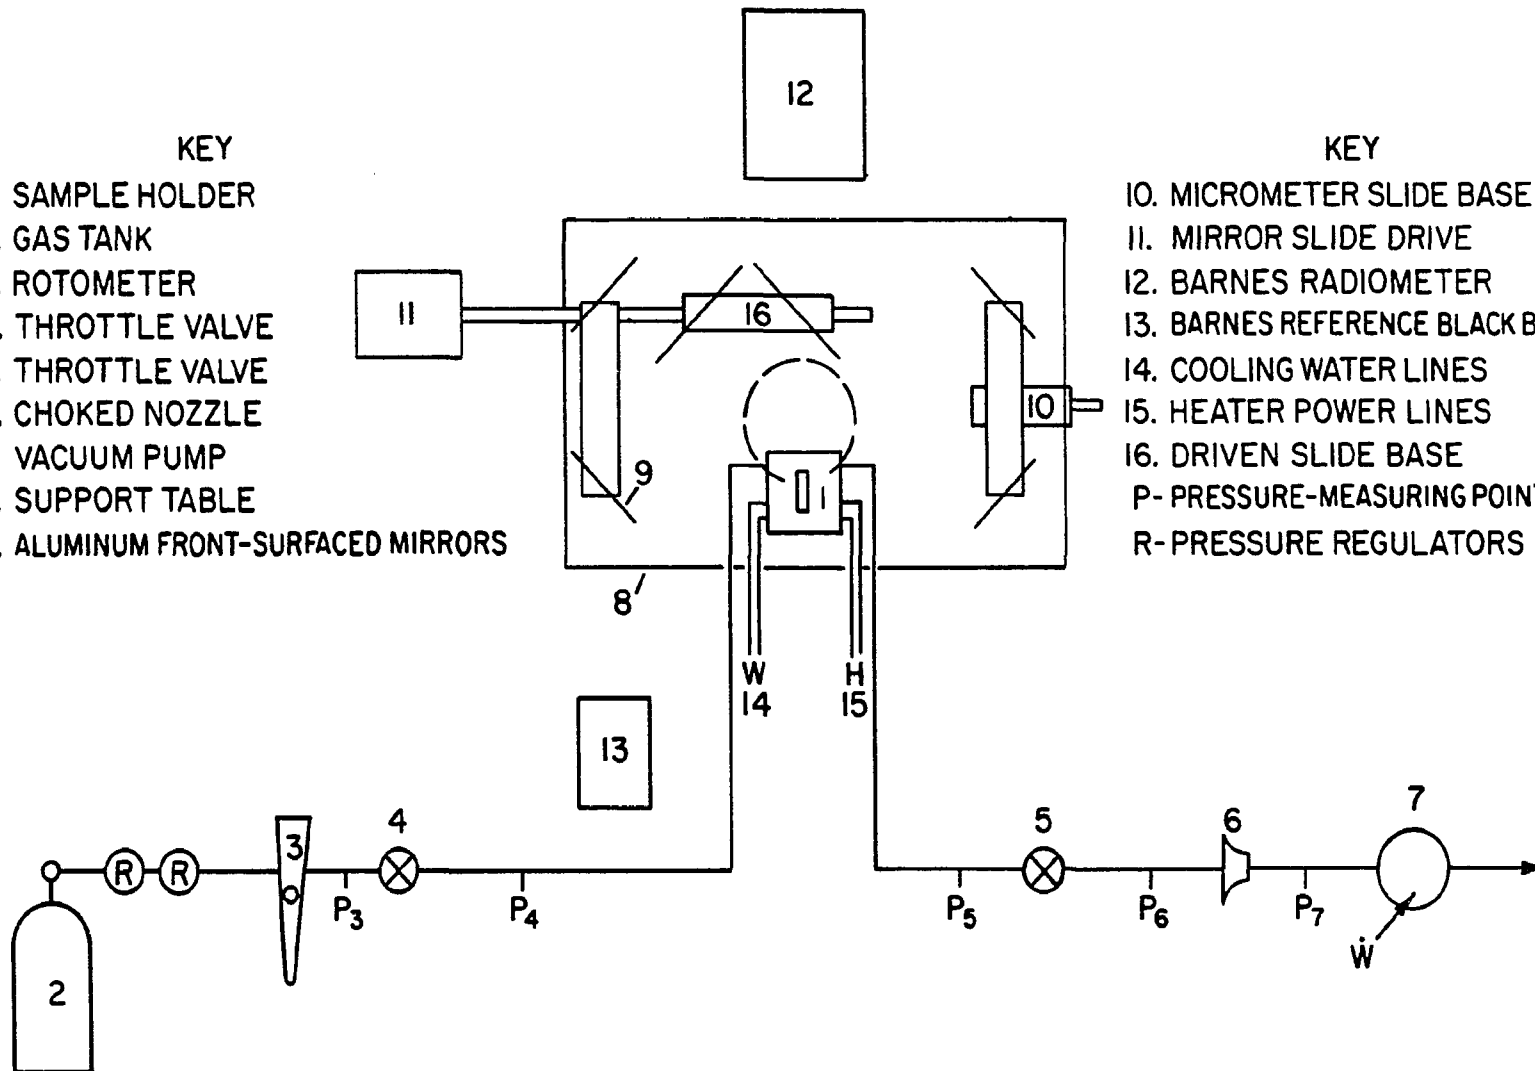 KEY
SAMPLE HOLDER
. GAS TANK
. ROTOMETER
. THROTTLE VALVE
. THROTTLE VALVE
. CHOKED NOZZLE
VACUUM PUMP
. SUPPORT TABLE
. ALUMINUM FRONT-SURFACED MIRRORS
KEY
10. MICROMETER SLIDE BASE
11. MIRROR SLIDE DRIVE
12. BARNES RADIOMETER
13. BARNES REFERENCE BLACK B
14. COOLING WATER LINES
15. HEATER POWER LINES
16. DRIVEN SLIDE BASE
P- PRESSURE-MEASURING POINT
R- PRESSURE REGULATORS
12
11
16
10
9
1
8
W
14
H
15
13
2
R
R
3
P3
4
P4
P5
5
P6
6
P7
7
Ẇ